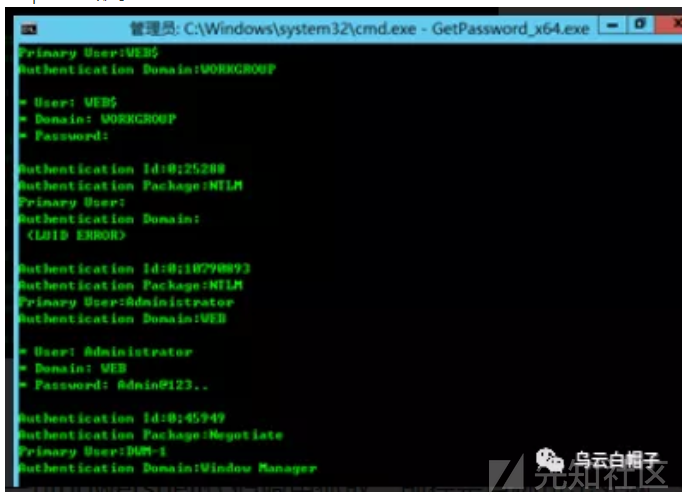 管理员: C:\Windows\system32\cmd.exe - GetPassword_x64.exe
Primary User:WEB$
Authentication Domain:WORKGROUP
* User: WEB$
* Domain: WORKGROUP
* Password:
Authentication Id:0;25288
Authentication Package:NTLM
Primary User:
Authentication Domain:
(LUID ERROR)
Authentication Id:0;10290893
Authentication Package:NTLM
Primary User:Administrator
Authentication Domain:WEB
* User: Administrator
* Domain: WEB
* Password: Admin@123..
Authentication Id:0;45949
Authentication Package:Negotiate
Primary User:DWM-1
Authentication Domain:Window Manager
乌云白帽子
先知社区